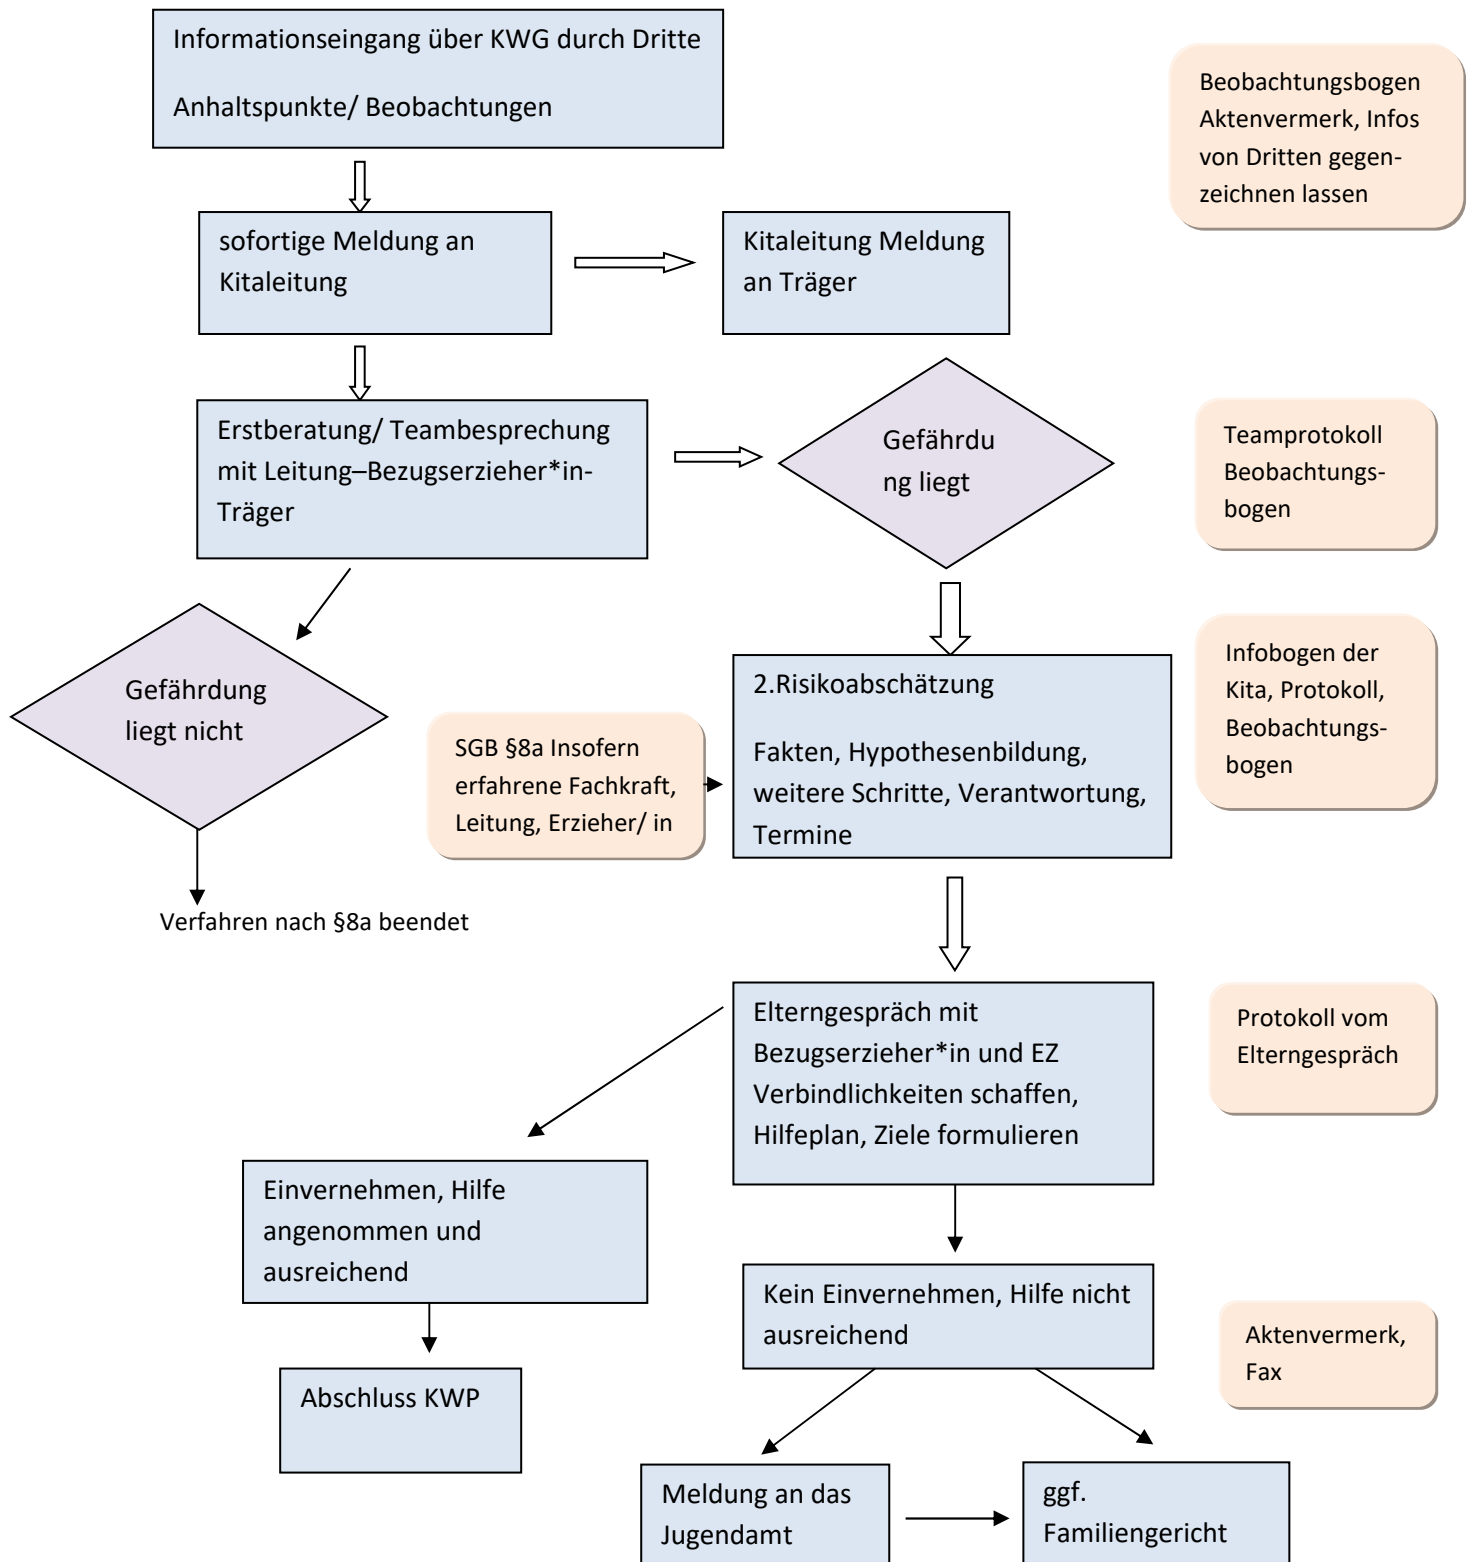 Informationseingang über KWG durch Dritte
Anhaltspunkte/ Beobachtungen
Beobachtungsbogen
Aktenvermerk, Infos
von Dritten gegen-
zeichnen lassen
sofortige Meldung an
Kitaleitung
Kitaleitung Meldung
an Träger
Erstberatung/ Teambesprechung
mit Leitung–Bezugserzieher*in-
Träger
Gefährdu
ng liegt
Teamprotokoll
Beobachtungs-
bogen
Gefährdung
liegt nicht
SGB §8a Insofern
erfahrene Fachkraft,
Leitung, Erzieher/ in
2.Risikoabschätzung
Fakten, Hypothesenbildung,
weitere Schritte, Verantwortung,
Termine
Infobogen der
Kita, Protokoll,
Beobachtungs-
bogen
Verfahren nach §8a beendet
Elterngespräch mit
Bezugserzieher*in und EZ
Verbindlichkeiten schaffen,
Hilfeplan, Ziele formulieren
Protokoll vom
Elterngespräch
Einvernehmen, Hilfe
angenommen und
ausreichend
Kein Einvernehmen, Hilfe nicht
ausreichend
Aktenvermerk,
Fax
Abschluss KWP
Meldung an das
Jugendamt
ggf.
Familiengericht